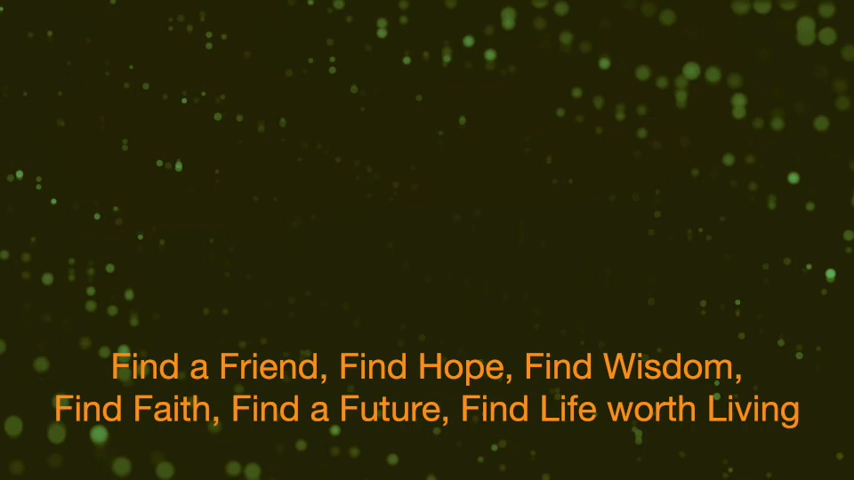 Find a Friend, Find Hope, Find Wisdom,
Find Faith, Find a Future, Find Life worth Living